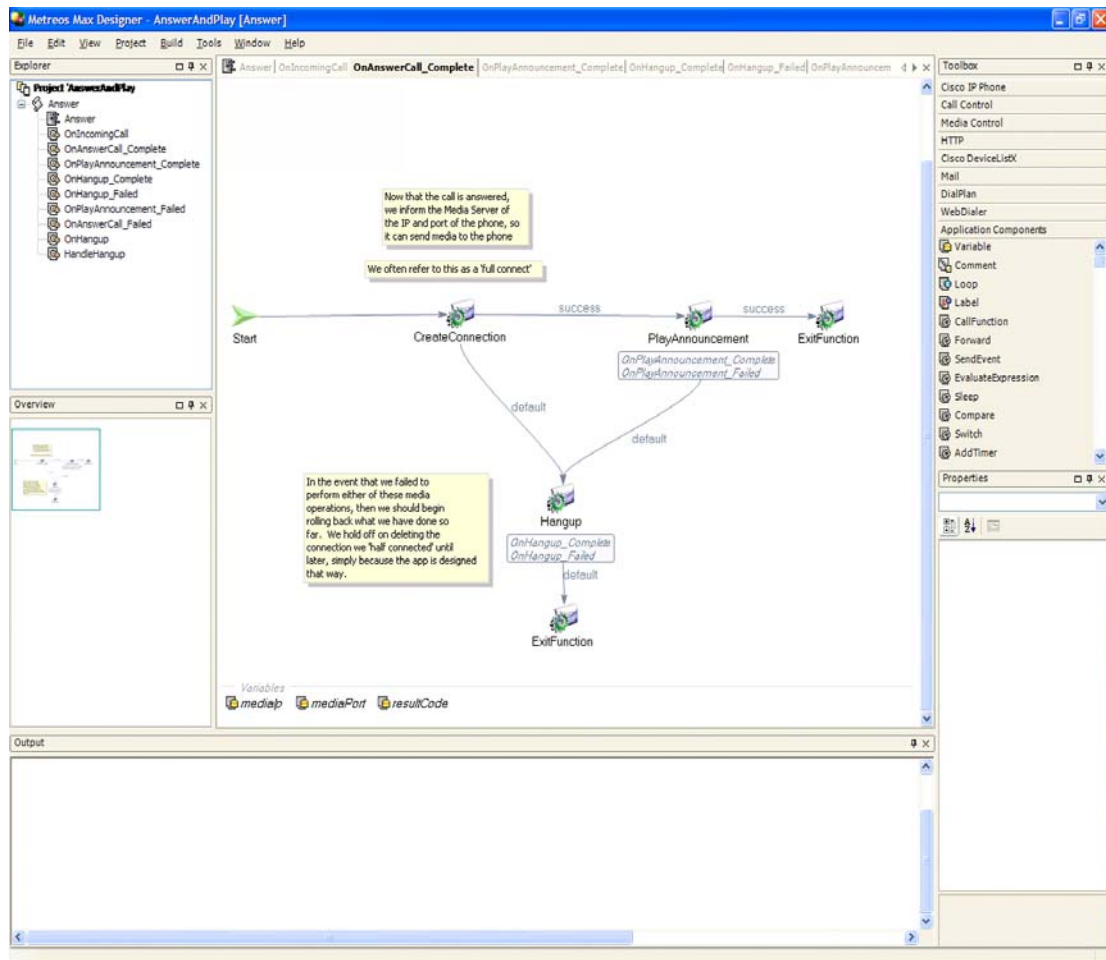 Metreos Max Designer - AnswerAndPlay [Answer]
File Edit View Project Build Tools Window Help
Explorer
Project 'AnswerAndPlay
Answer
Answer
OnIncomingCall
OnAnswerCall_Complete
OnPlayAnnouncement_Complete
OnHangup_Complete
OnHangup_Failed
OnPlayAnnouncement_Failed
OnAnswerCall_Failed
OnHangup
HandleHangup
Overview
Answer OnIncomingCall OnAnswerCall_Complete OnPlayAnnouncement_Complete OnHangup_Complete OnHangup_Failed OnPlayAnnouncem
Now that the call is answered,
we inform the Media Server of
the IP and port of the phone, so
it can send media to the phone
We often refer to this as a 'full connect'
Start
CreateConnection
success
PlayAnnouncement
OnPlayAnnouncement_Complete
OnPlayAnnouncement_Failed
success
ExitFunction
default
default
In the event that we failed to
perform either of these media
operations, then we should begin
rolling back what we have done so
far. We hold off on deleting the
connection we 'half connected' until
later, simply because the app is designed
that way.
Hangup
OnHangup_Complete
OnHangup_Failed
default
ExitFunction
Variables
mediaIp mediaPort resultCode
Toolbox
Cisco IP Phone
Call Control
Media Control
HTTP
Cisco DeviceListX
Mail
DialPlan
WebDialer
Application Components
Variable
Comment
Loop
Label
CallFunction
Forward
SendEvent
EvaluateExpression
Sleep
Compare
Switch
AddTimer
Properties
Output